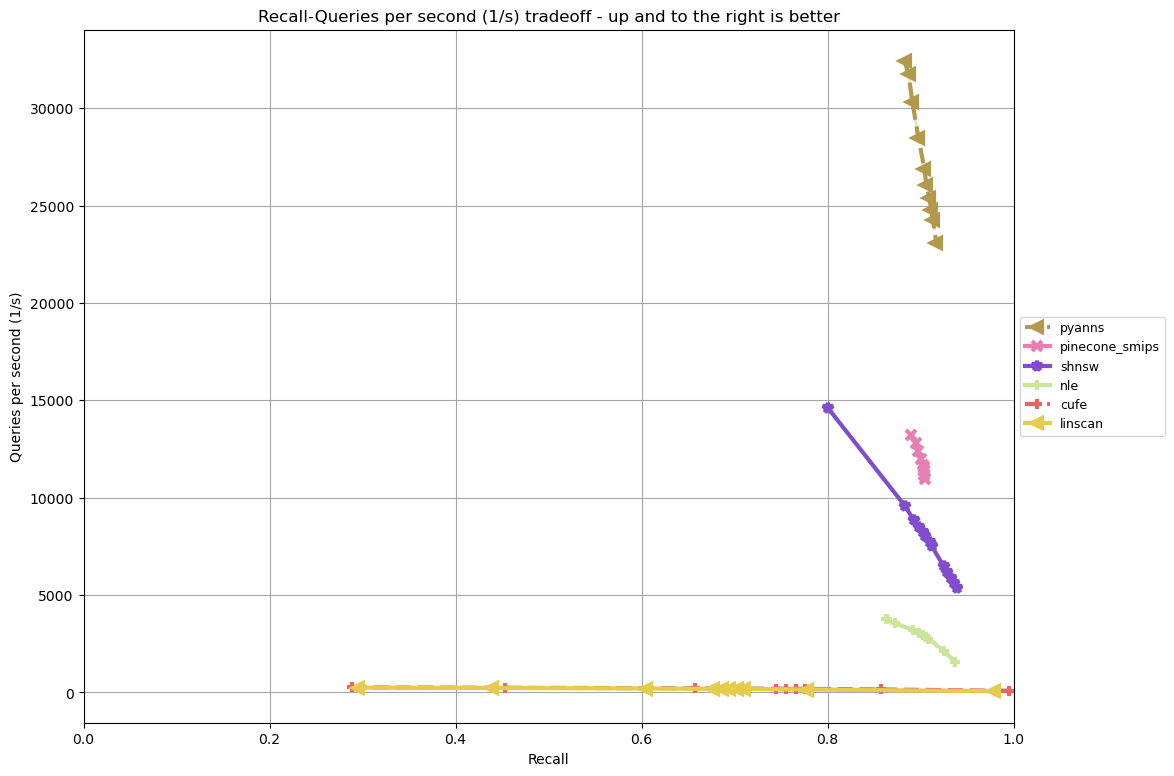 Recall-Queries per second (1/s) tradeoff - up and to the right is better
30000
25000
20000
15000
10000
5000
0
Queries per second (1/s)
0.0 0.2 0.4 0.6 0.8 1.0
Recall
pyanns
pinecone_smips
shnsw
nle
cufe
linscan